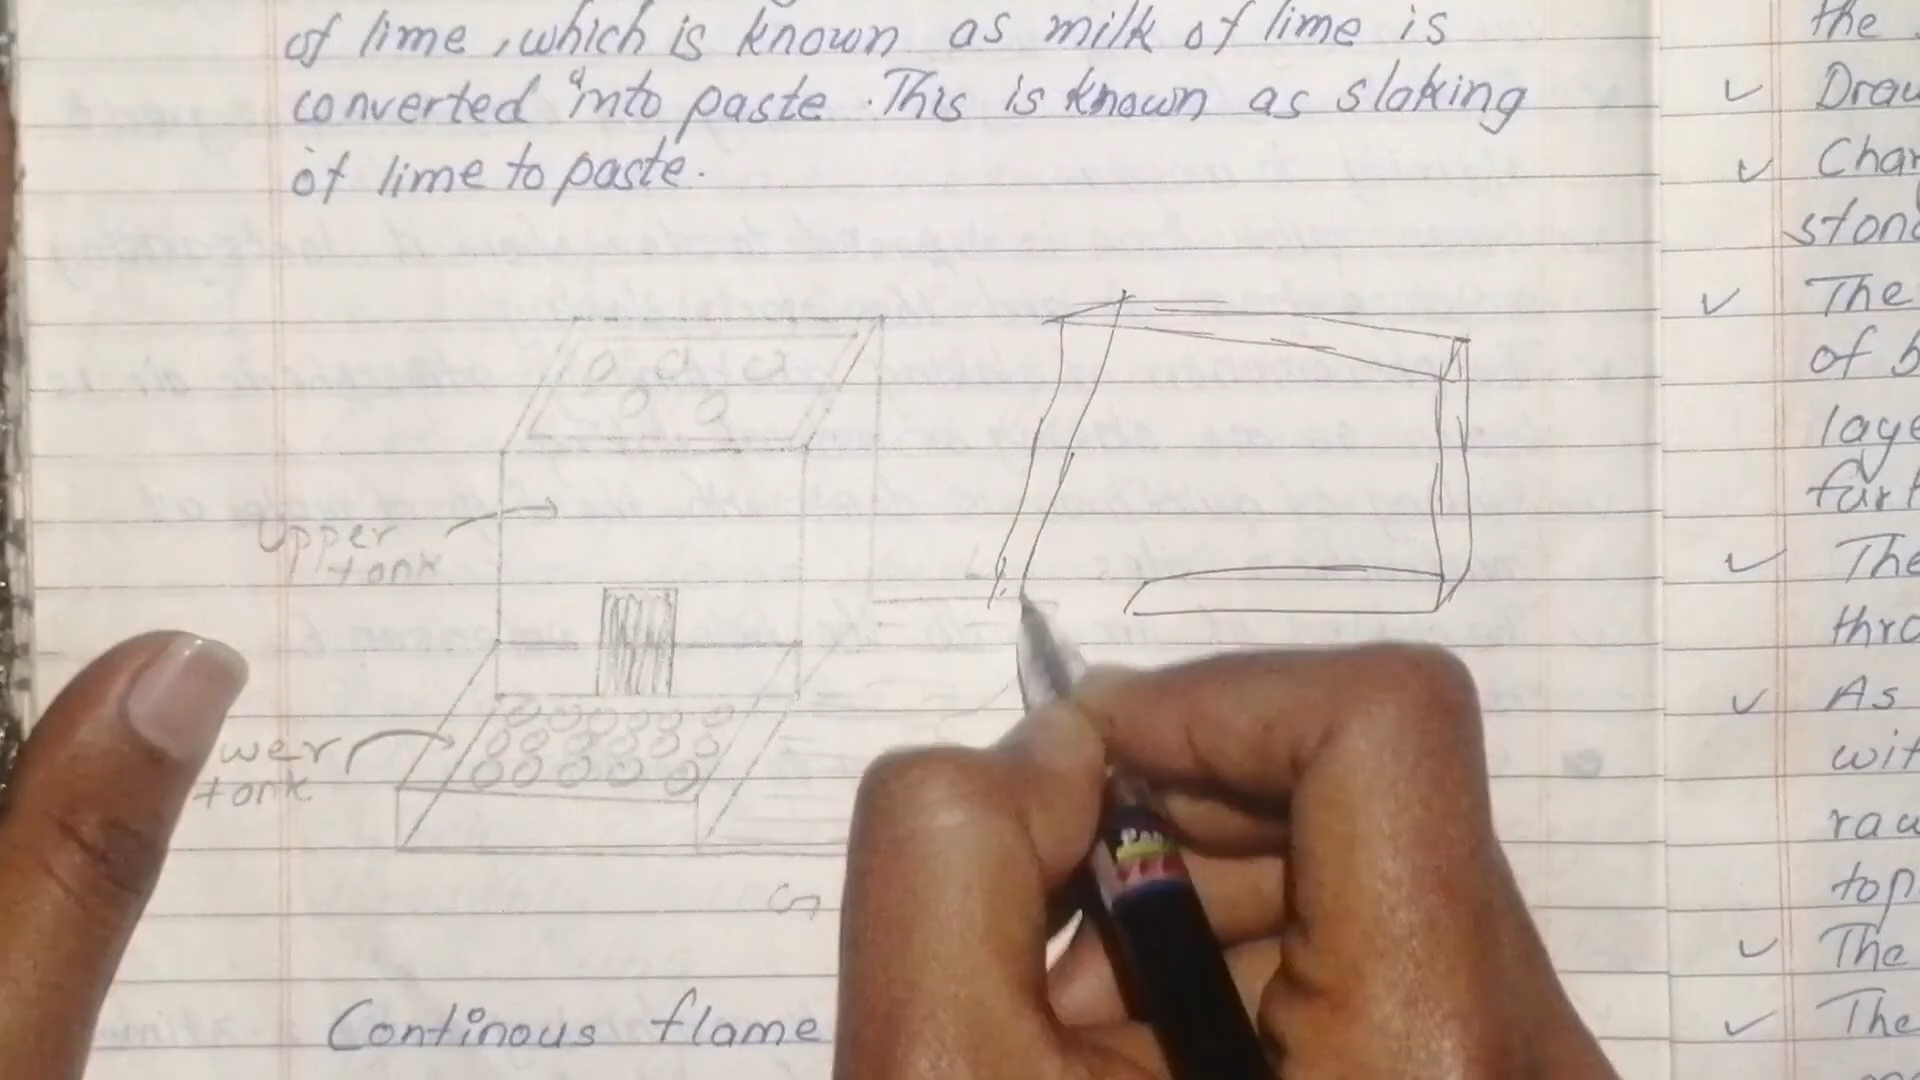 of lime, which is known as milk of lime is
converted into paste. This is known as slaking
of lime to paste.
Upper
tank
wer
tank
Continous flame
the
Draw
Char
stone
The
of b
laye
furt
The
thro
As
wit
raw
top
The
The